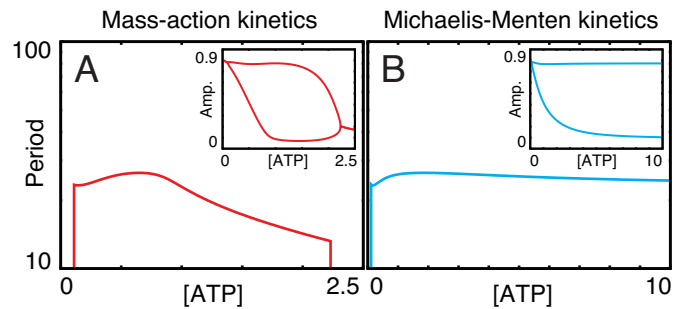 Mass-action kinetics
Michaelis-Menten kinetics
100
Period
10
A
0.9
Amp.
0
0
[ATP]
2.5
0
[ATP]
2.5
B
0.9
Amp.
0
0
[ATP]
10
0
[ATP]
10